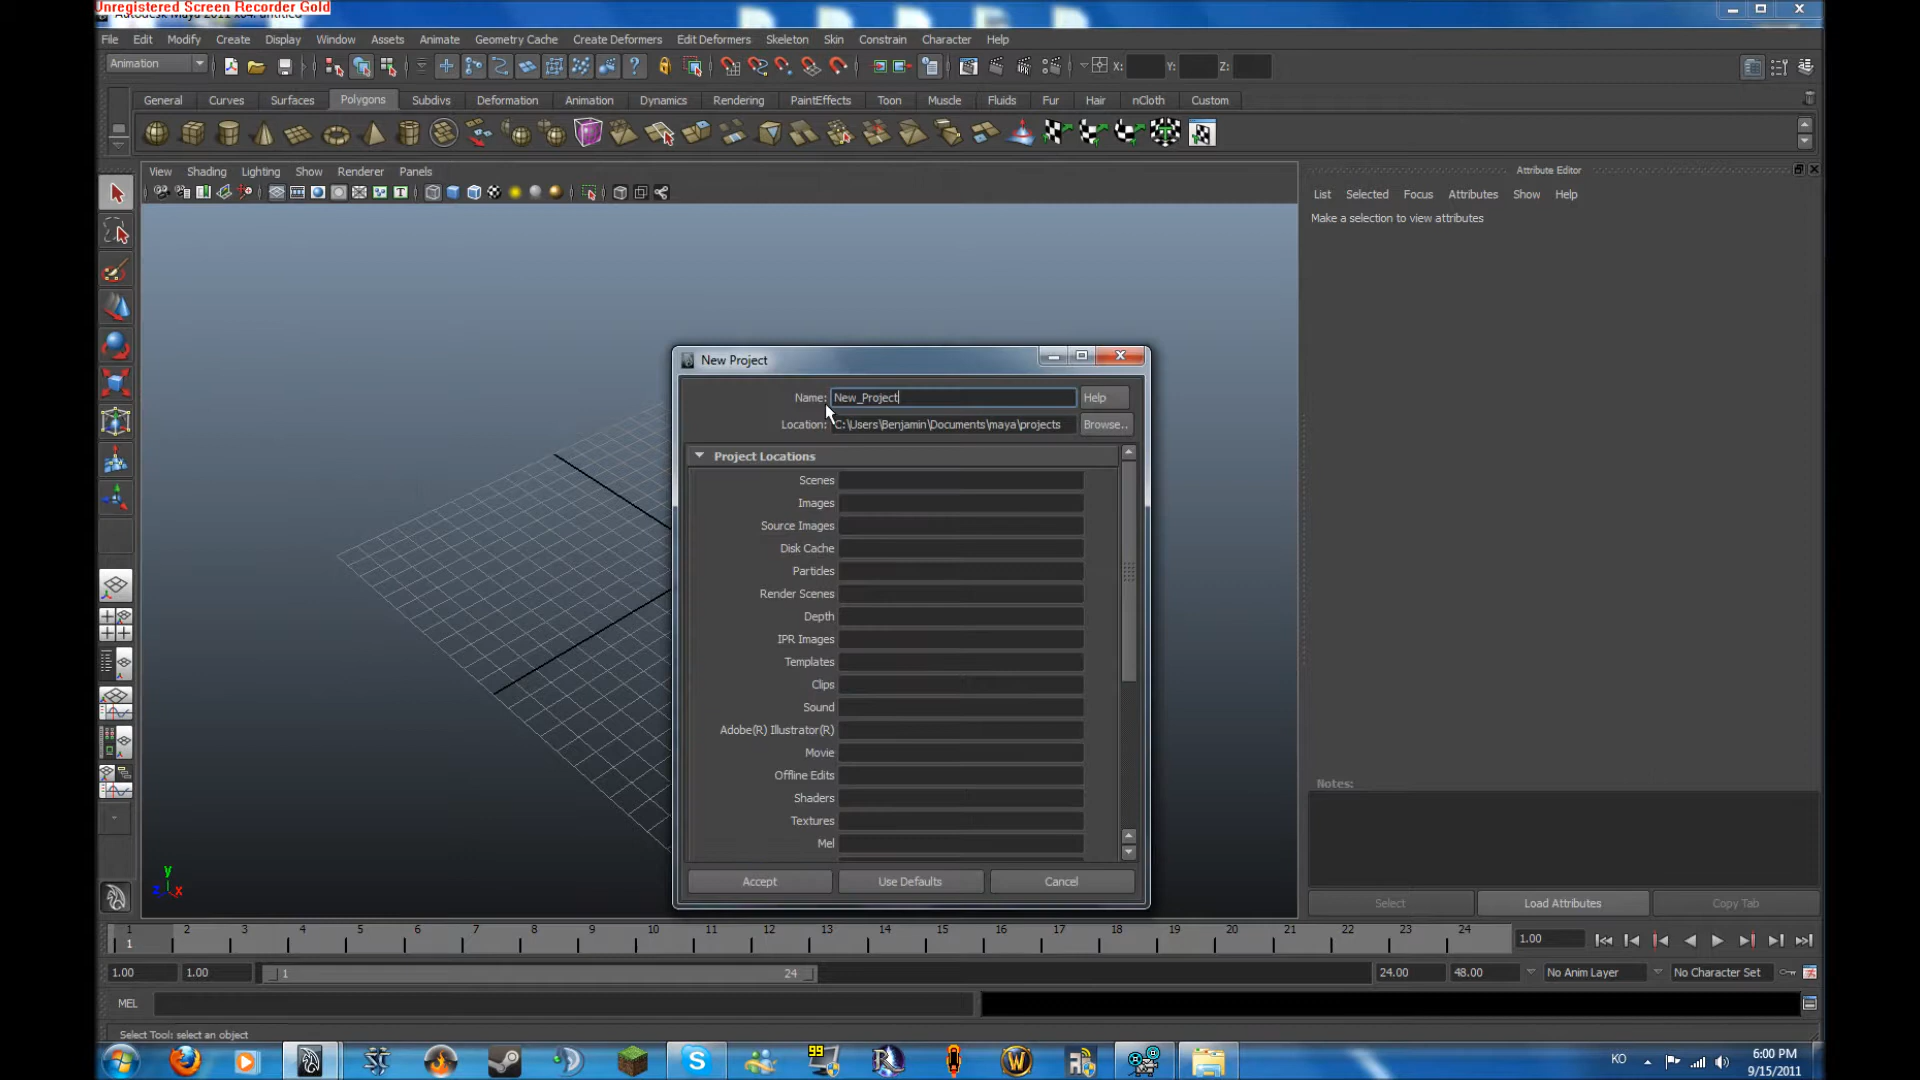 Unregistered Screen Recorder Gold
Autodesk Maya 2011 x64: untitled
File Edit Modify Create Display Window Assets Animate Geometry Cache Create Deformers Edit Deformers Skeleton Skin Constrain Character Help
Animation X: Y: Z:
General Curves Surfaces Polygons Subdivs Deformation Animation Dynamics Rendering PaintEffects Toon Muscle Fluids Fur Hair nCloth Custom
View Shading Lighting Show Renderer Panels
Attribute Editor
List Selected Focus Attributes Show Help
Make a selection to view attributes
New Project
Name: New_Project Help
Location: C:\Users\Benjamin\Documents\maya\projects Browse..
Project Locations
Scenes
Images
Source Images
Disk Cache
Particles
Render Scenes
Depth
IPR Images
Templates
Clips
Sound
Adobe(R) Illustrator(R)
Movie
Offline Edits
Shaders
Textures
Mel
Accept Use Defaults Cancel
Notes:
Select Load Attributes Copy Tab
y
z x
1 2 3 4 5 6 7 8 9 10 11 12 13 14 15 16 17 18 19 20 21 22 23 24
1 1.00
1.00 1.00 1 24 24.00 48.00 No Anim Layer No Character Set
MEL
Select Tool: select an object
99
KO 6:00 PM
9/15/2011